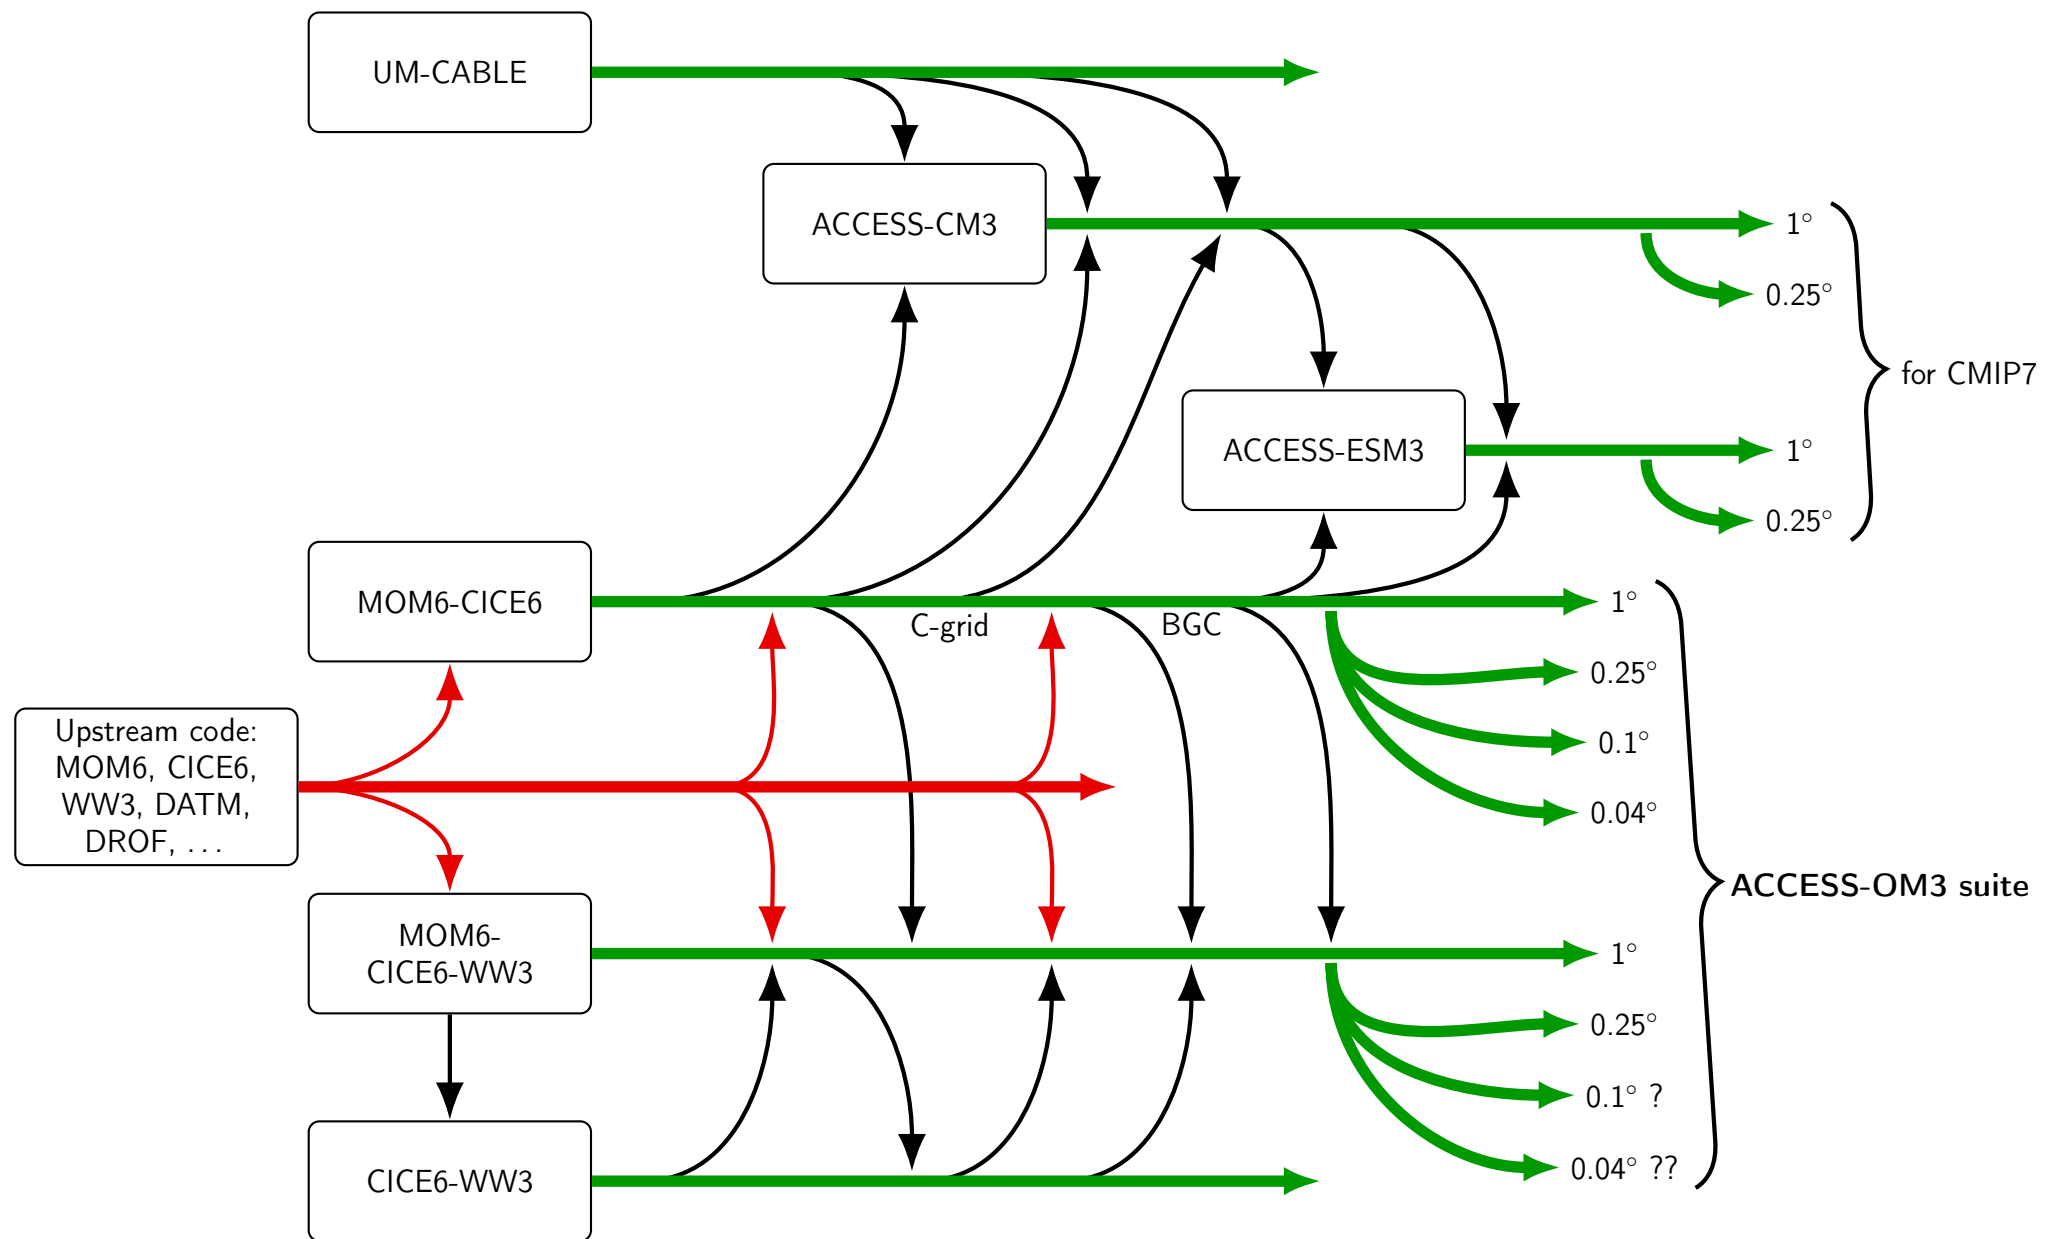 UM-CABLE
ACCESS-CM3
1°
0.25°
for CMIP7
ACCESS-ESM3
1°
0.25°
MOM6-CICE6
C-grid
BGC
1°
0.25°
0.1°
0.04°
Upstream code:
MOM6, CICE6,
WW3, DATM,
DROF, ...
ACCESS-OM3 suite
MOM6-
CICE6-WW3
1°
0.25°
0.1° ?
0.04° ??
CICE6-WW3